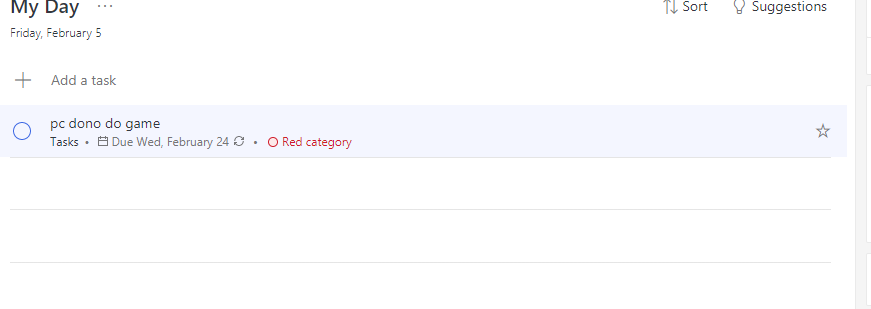 My Day ... Sort Suggestions
Friday, February 5
Add a task
pc dono do game
Tasks • Due Wed, February 24 • Red category